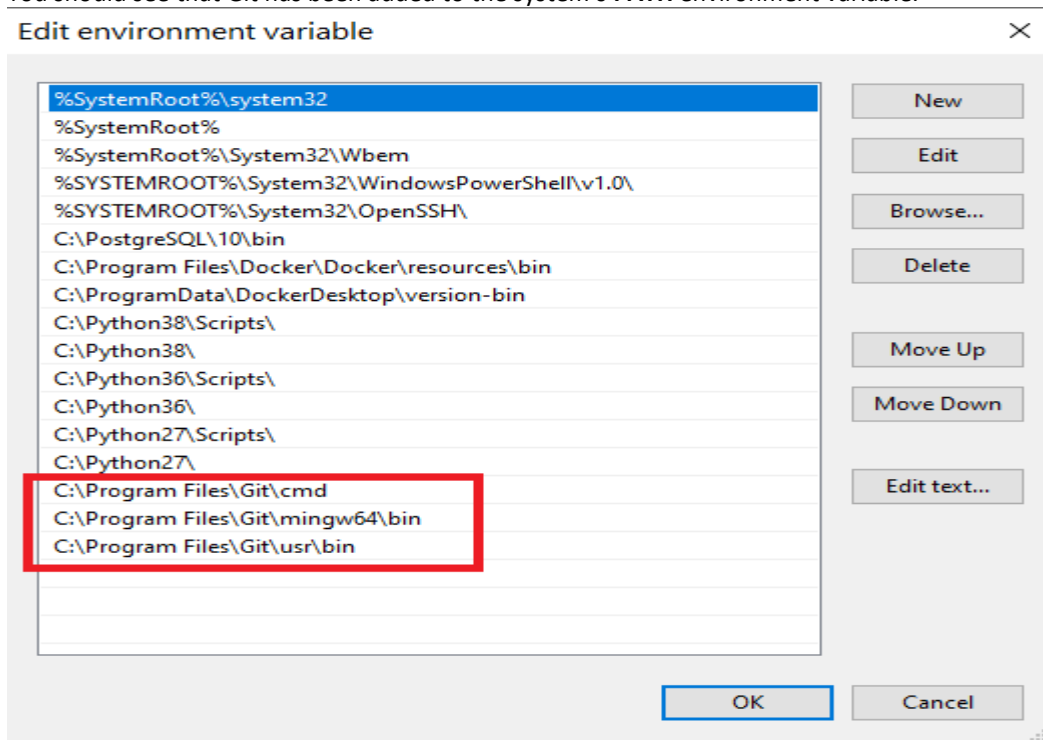 Edit environment variable
%SystemRoot%\system32
%SystemRoot%
%SystemRoot%\System32\Wbem
%SYSTEMROOT%\System32\WindowsPowerShell\v1.0\
%SYSTEMROOT%\System32\OpenSSH\
C:\PostgreSQL\10\bin
C:\Program Files\Docker\Docker\resources\bin
C:\ProgramData\DockerDesktop\version-bin
C:\Python38\Scripts\
C:\Python38\
C:\Python36\Scripts\
C:\Python36\
C:\Python27\Scripts\
C:\Python27\
C:\Program Files\Git\cmd
C:\Program Files\Git\mingw64\bin
C:\Program Files\Git\usr\bin
New
Edit
Browse...
Delete
Move Up
Move Down
Edit text...
OK
Cancel